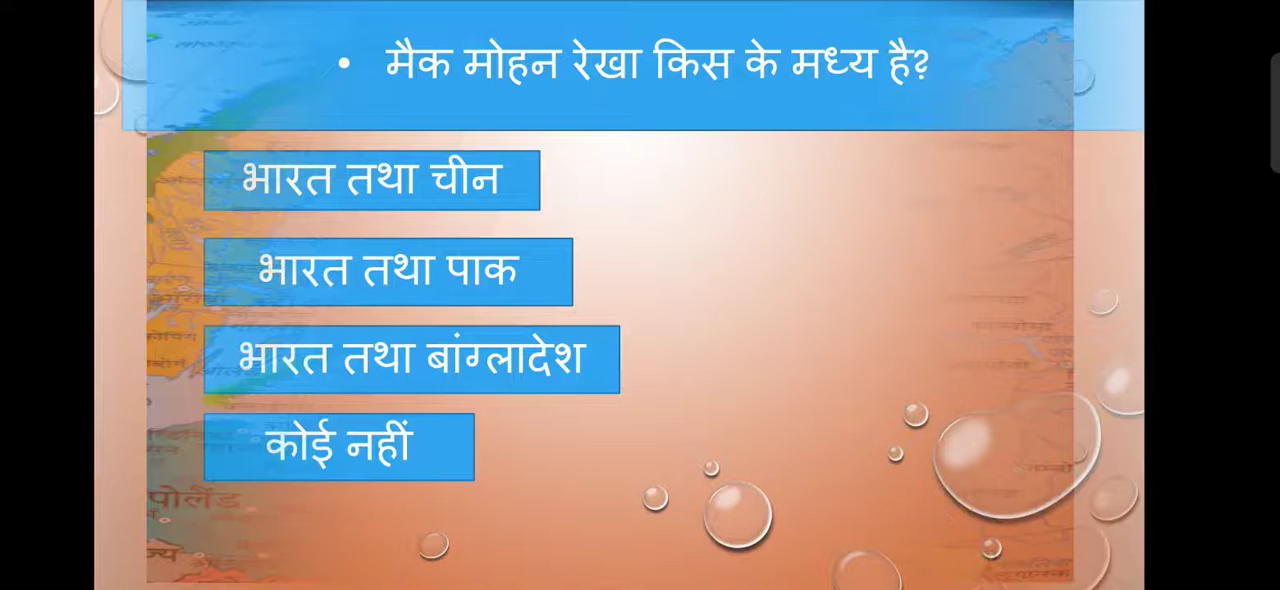 • मैक मोहन रेखा किस के मध्य है?
भारत तथा चीन
भारत तथा पाक
भारत तथा बांग्लादेश
कोई नहीं
पोलैंड